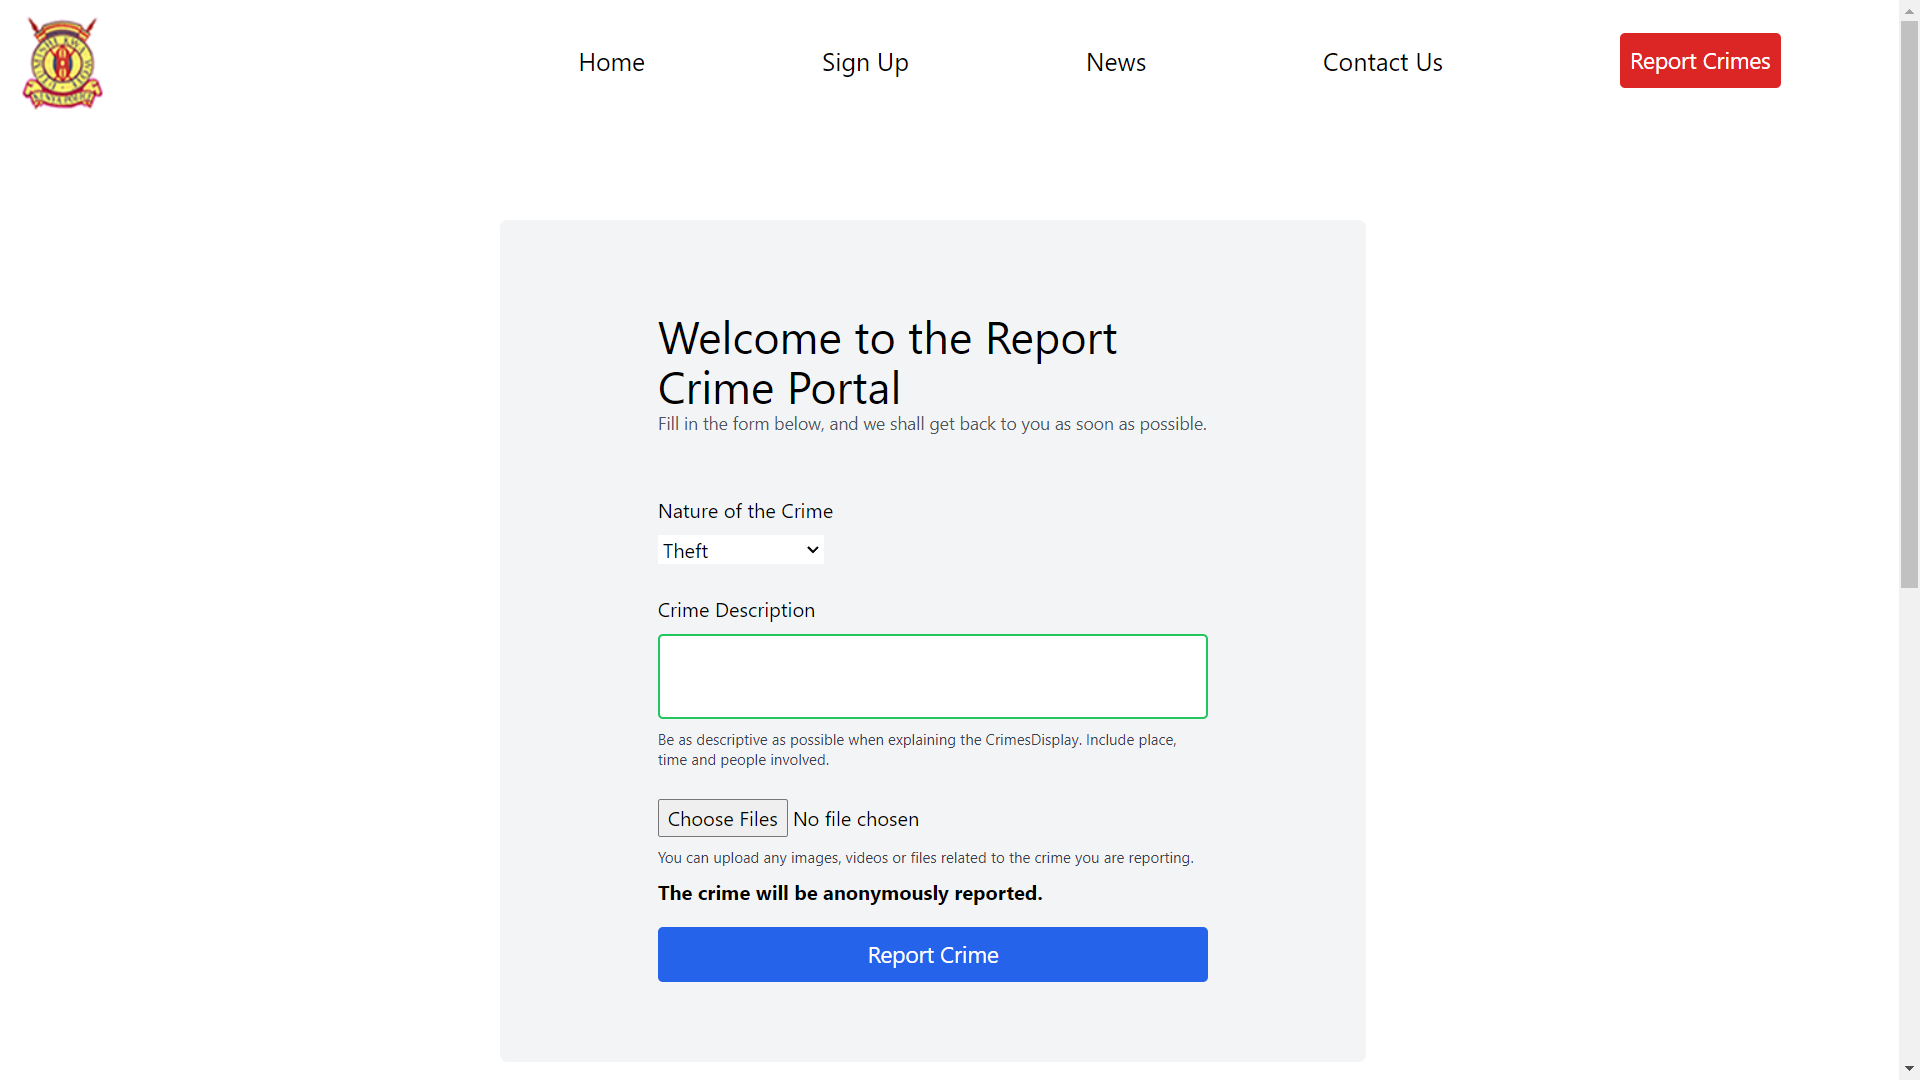 Home
Sign Up
News
Contact Us
Report Crimes
Welcome to the Report
Crime Portal
Fill in the form below, and we shall get back to you as soon as possible.
Nature of the Crime
Theft
Crime Description
Be as descriptive as possible when explaining the CrimesDisplay. Include place,
time and people involved.
Choose Files No file chosen
You can upload any images, videos or files related to the crime you are reporting.
The crime will be anonymously reported.
Report Crime